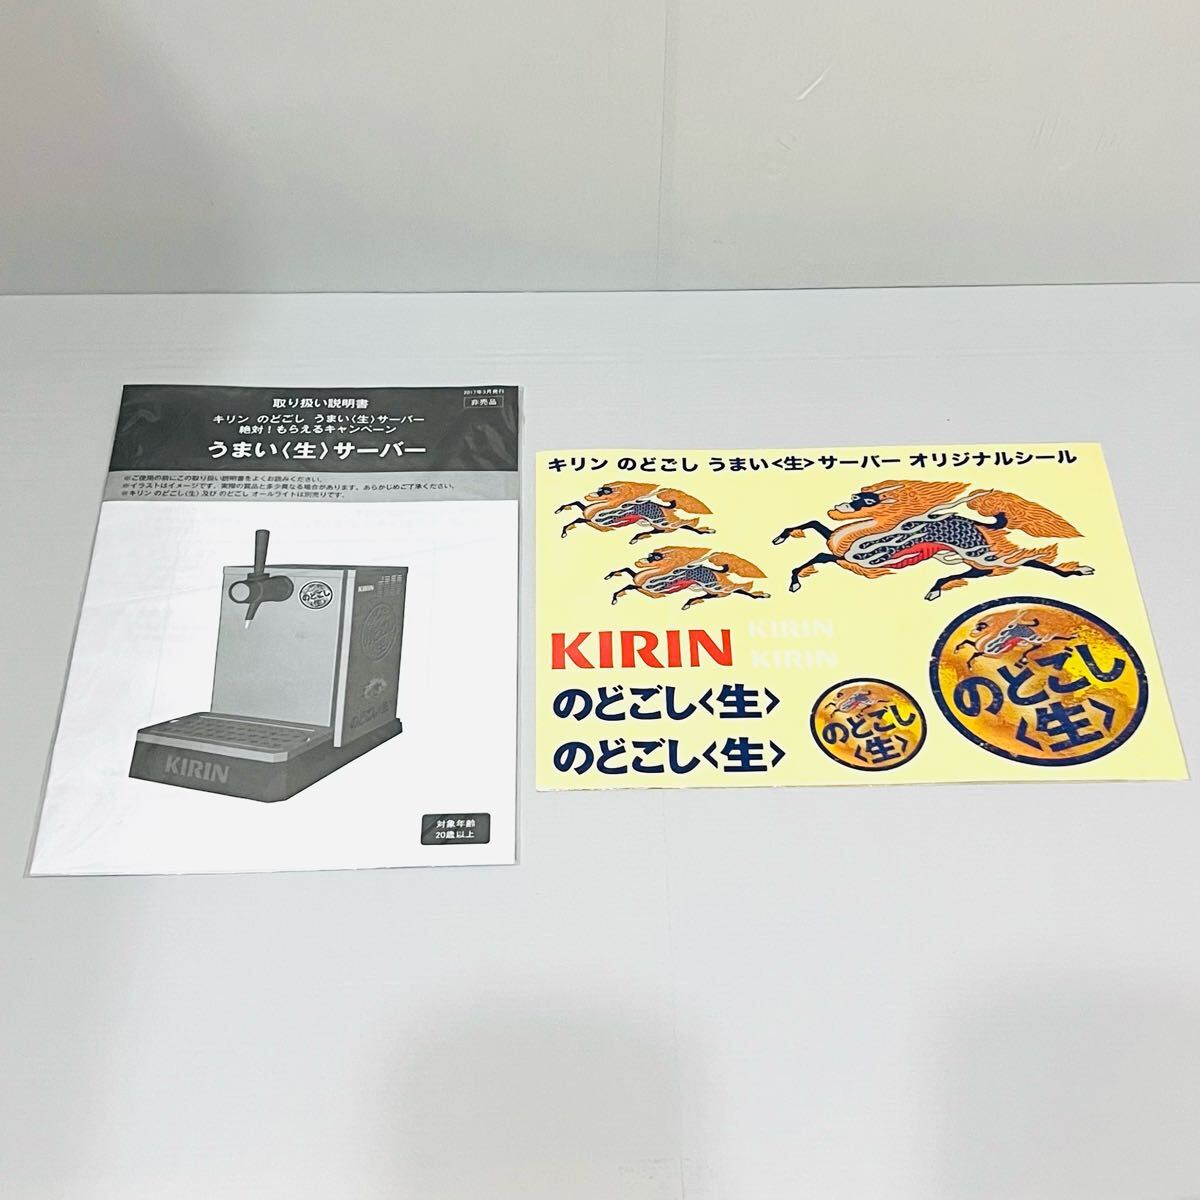 2017年3月発行
非売品
取り扱い説明書
キリン のどごし うまい〈生〉サーバー
絶対！もらえるキャンペーン
うまい〈生〉サーバー
※ご使用の前にこの取り扱い説明書をよくお読みください。
※イラストはイメージです。実際の賞品と多少異なる場合があります。あらかじめご了承ください。
※キリン のどごし〈生〉及び のどごし オールライトは別売りです。
KIRIN
のどごし
〈生〉
のどごし〈生〉
KIRIN
対象年齢
20歳以上
キリン のどごし うまい<生>サーバー オリジナルシール
KIRIN
KIRIN
KIRIN
のどごし〈生〉
のどごし〈生〉
のどごし
〈生〉
のどごし
〈生〉